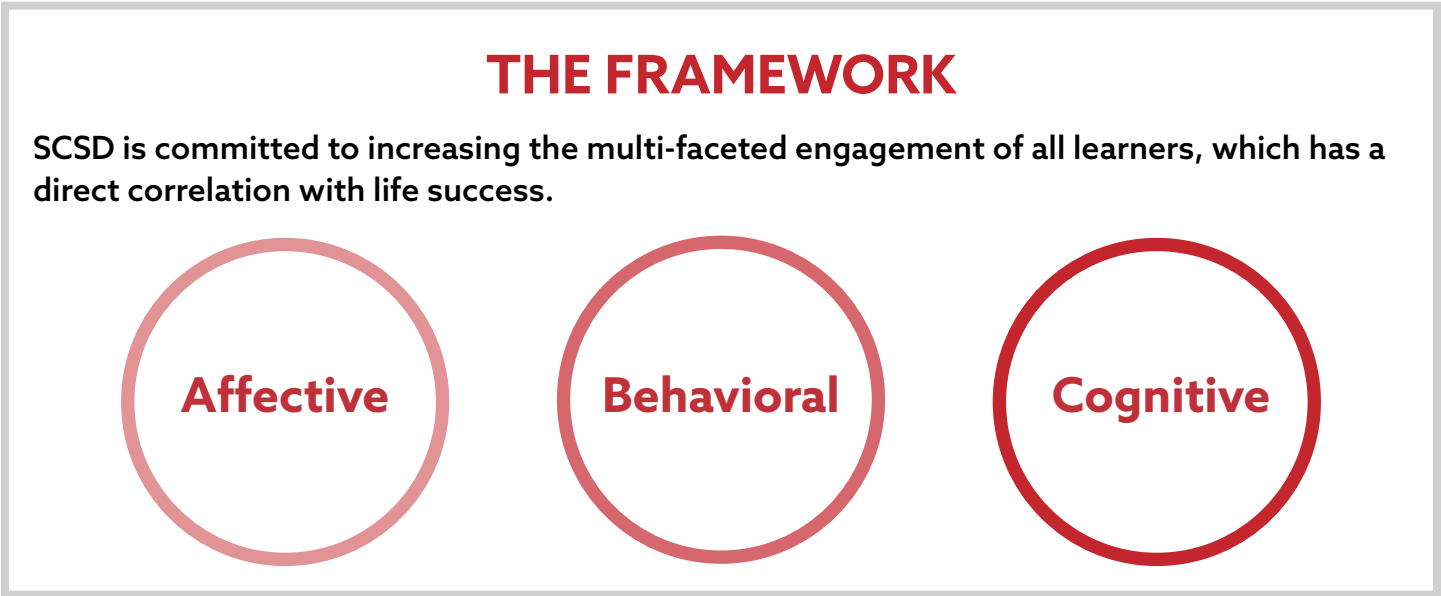 THE FRAMEWORK
SCSD is committed to increasing the multi-faceted engagement of all learners, which has a
direct correlation with life success.
Affective
Behavioral
Cognitive